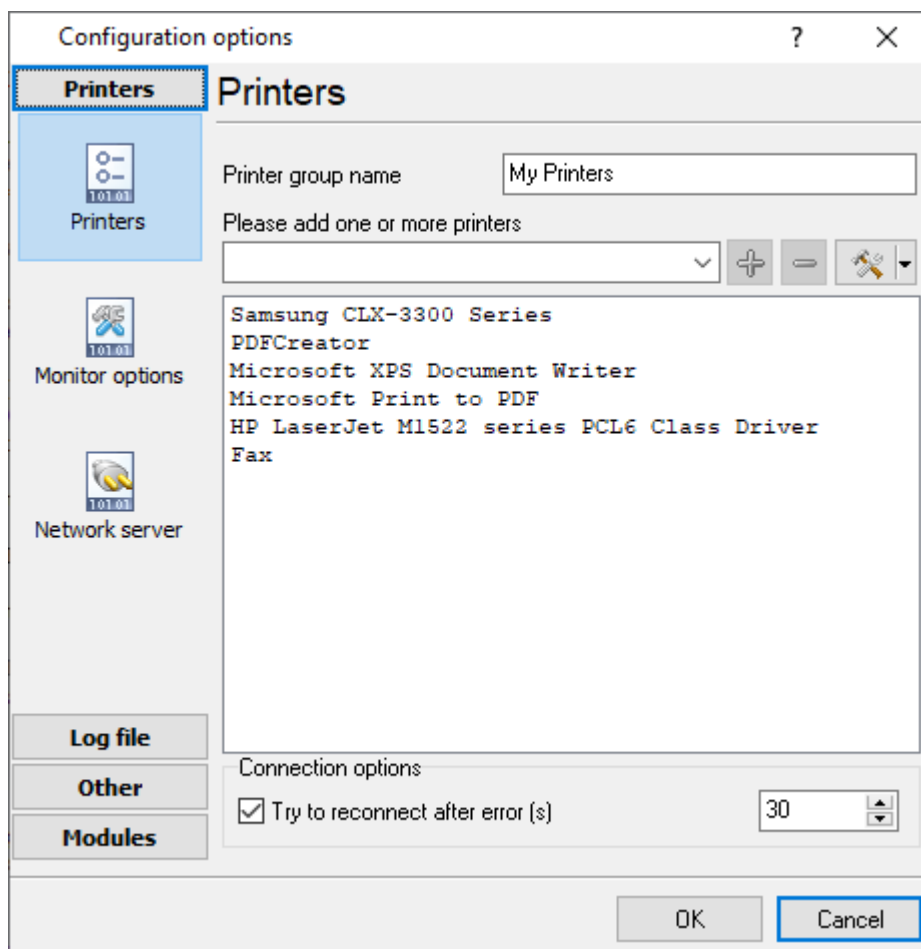 Configuration options
Printers
Printers
Printers
Monitor options
Network server
Log file
Other
Modules
Printer group name
My Printers
Please add one or more printers
Samsung CLX-3300 Series
PDFCreator
Microsoft XPS Document Writer
Microsoft Print to PDF
HP LaserJet M1522 series PCL6 Class Driver
Fax
Connection options
Try to reconnect after error (s)
30
OK
Cancel